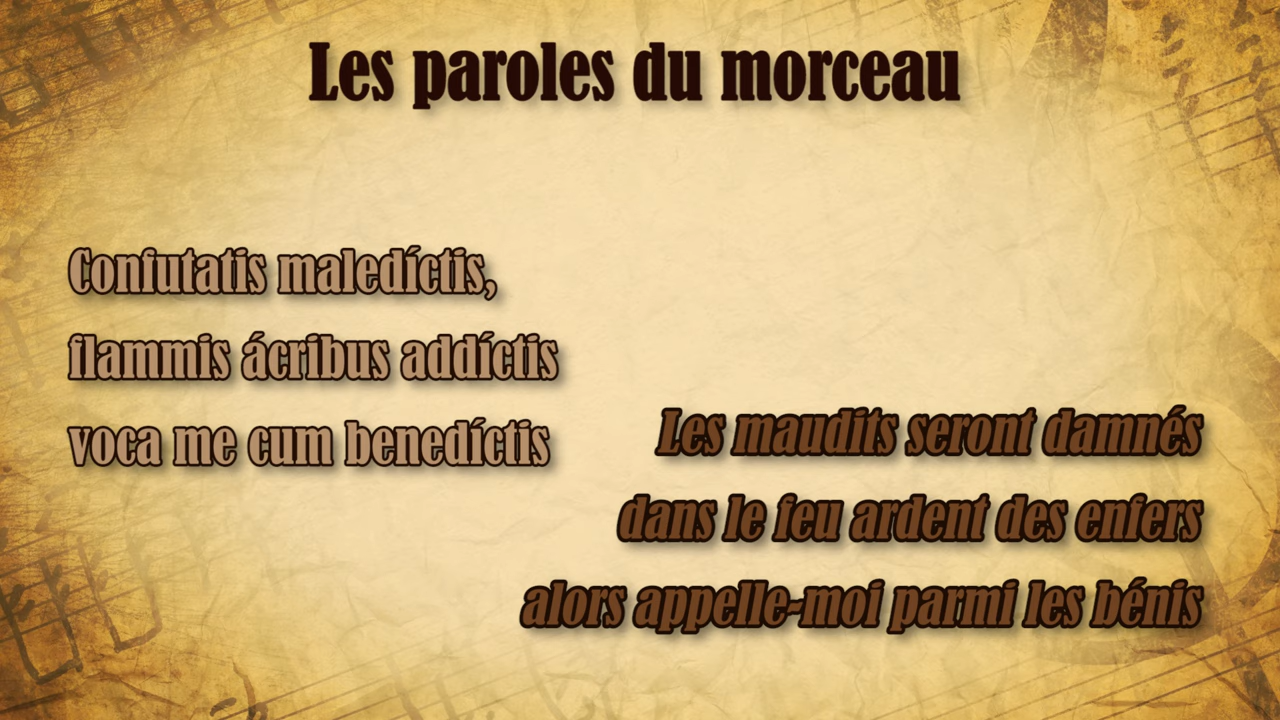 Les paroles du morceau
Confutatis maledíctis,
flammis ácribus addíctis
voca me cum benedíctis
Les maudits seront damnés
dans le feu ardent des enfers
alors appelle-moi parmi les bénis